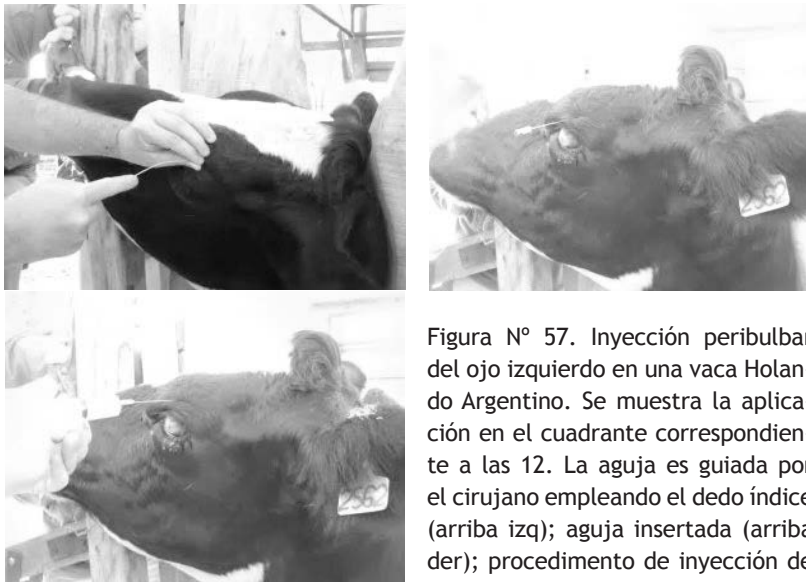 2562
2562
Figura Nº 57. Inyección peribulbar
del ojo izquierdo en una vaca Holan
do Argentino. Se muestra la aplica
ción en el cuadrante correspondien
te a las 12. La aguja es guiada por
el cirujano empleando el dedo índice
(arriba izq); aguja insertada (arriba
der); procedimento de inyección de